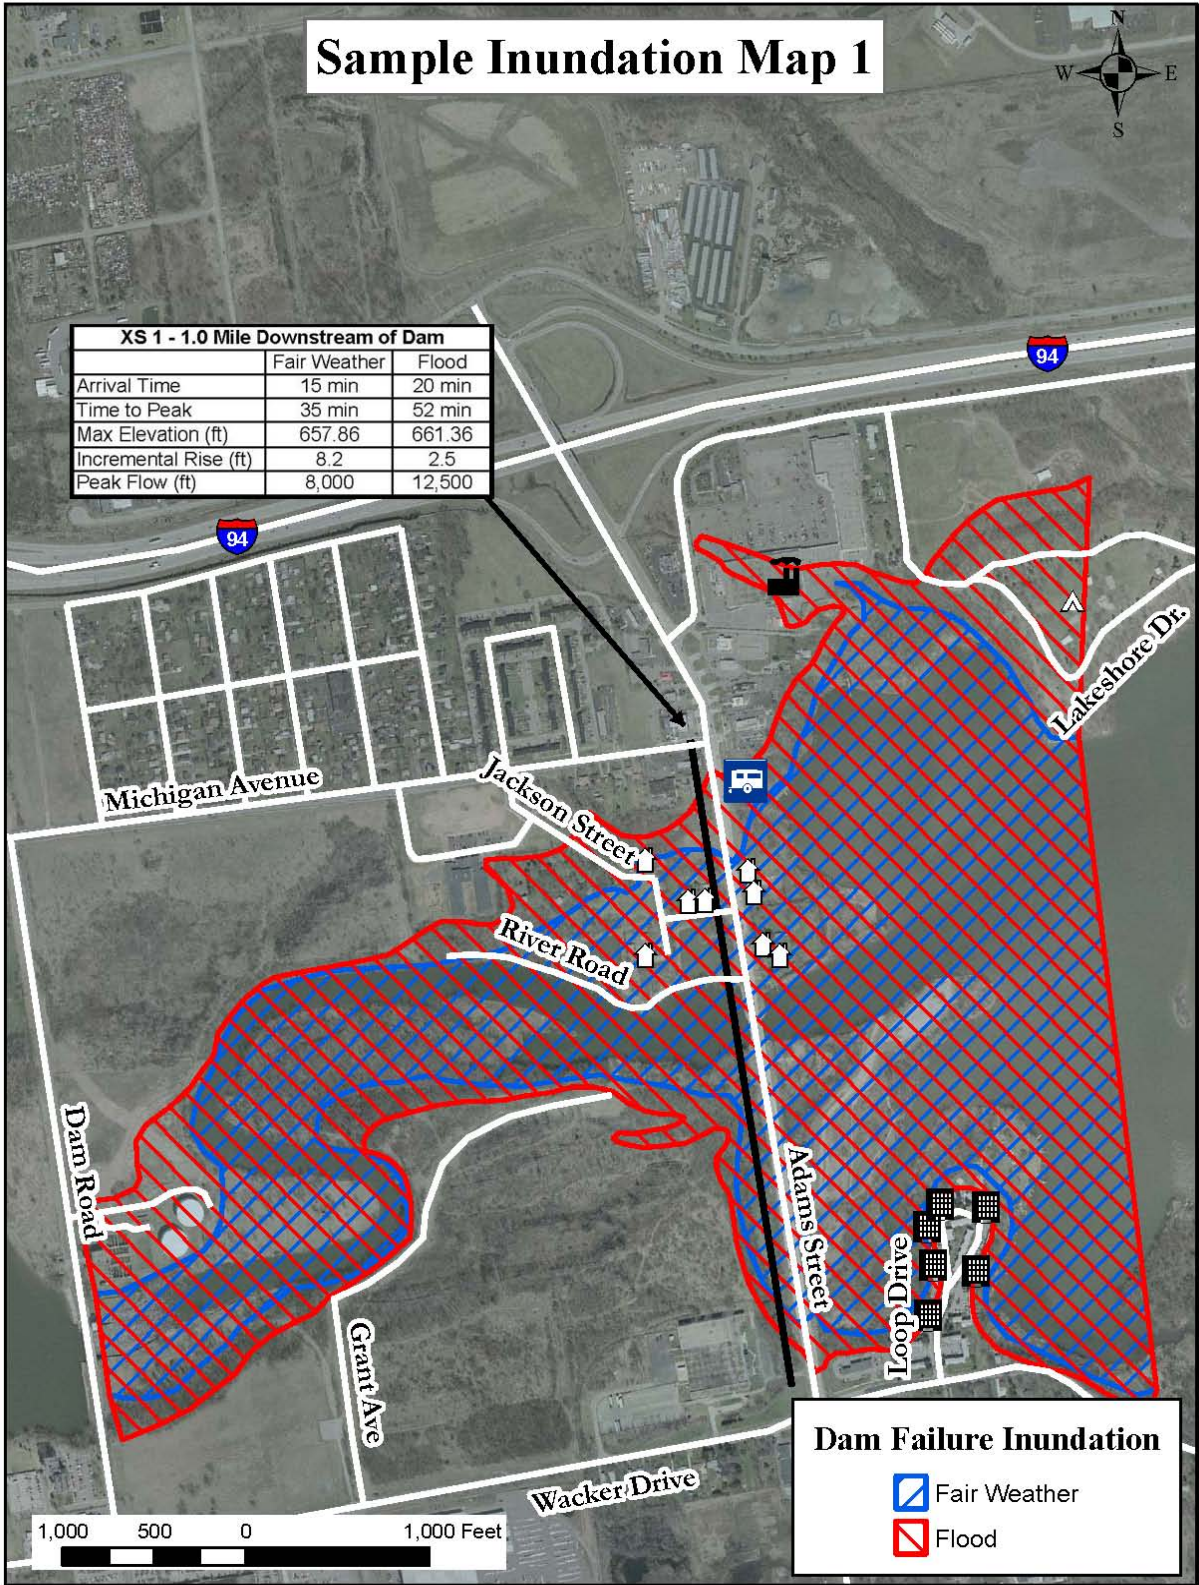 Sample Inundation Map 1
N
W E
S
XS 1 - 1.0 Mile Downstream of Dam
Fair Weather Flood
Arrival Time 15 min 20 min
Time to Peak 35 min 52 min
Max Elevation (ft) 657.86 661.36
Incremental Rise (ft) 8.2 2.5
Peak Flow (ft) 8,000 12,500
94
94
Lakeshore Dr.
Michigan Avenue
Jackson Street
River Road
Dam Road
Adams Street
Loop Drive
Grant Ave
Wacker Drive
Dam Failure Inundation
Fair Weather
Flood
1,000 500 0 1,000 Feet